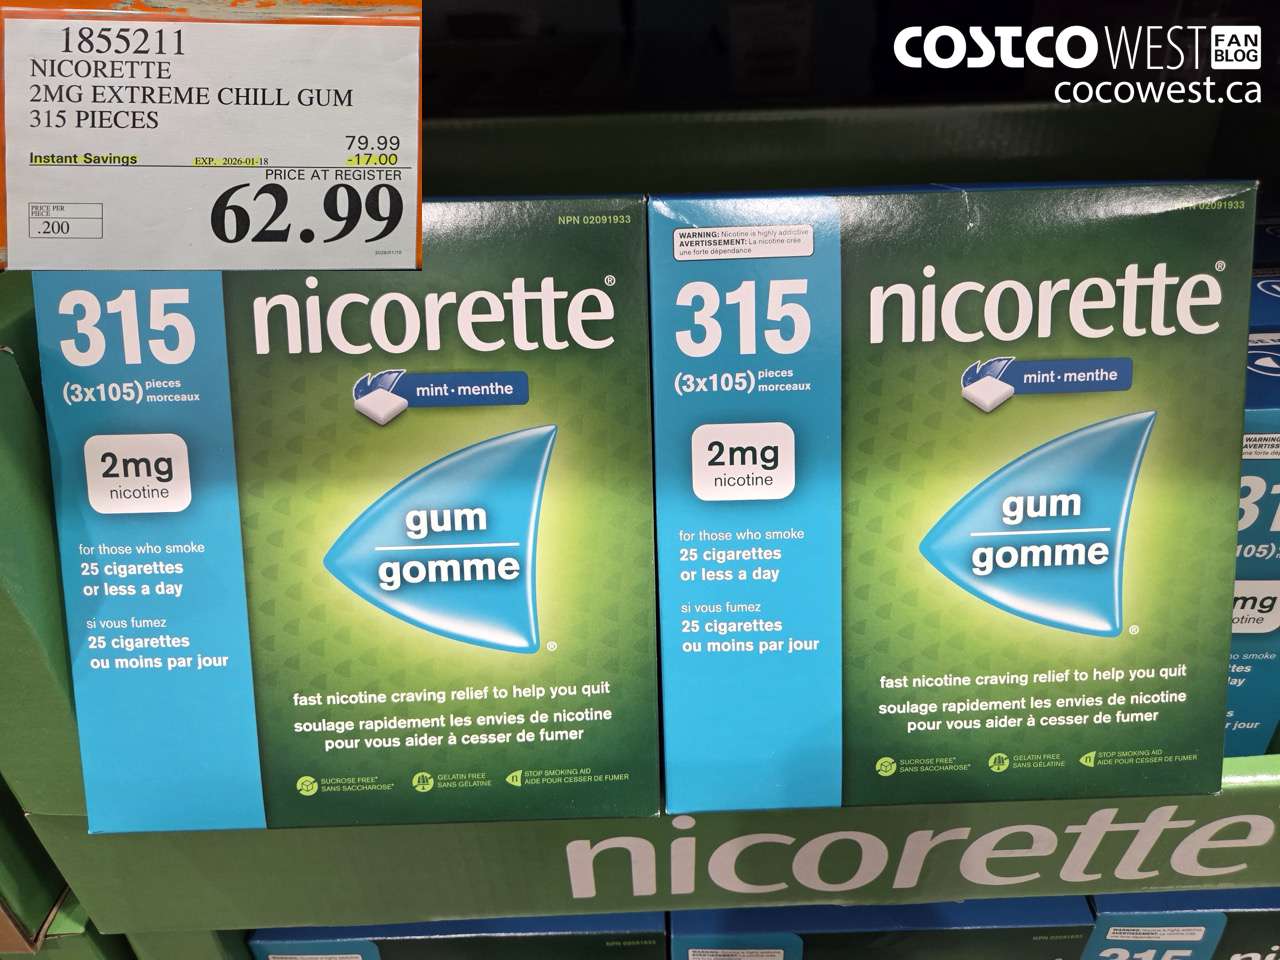 1855211
NICORETTE
2MG EXTREME CHILL GUM
315 PIECES
79.99
Instant Savings EXP. 2026-01-18 -17.00
PRICE AT REGISTER
62.99
PRICE PER
PIECE
.200
COSTCO WEST FAN BLOG
cocowest.ca
NPN 02091933
315
(3x105) pieces morceaux
2mg
nicotine
for those who smoke
25 cigarettes
or less a day
si vous fumez
25 cigarettes
ou moins par jour
nicorette®
mint • menthe
gum
gomme
®
fast nicotine craving relief to help you quit
soulage rapidement les envies de nicotine
pour vous aider à cesser de fumer
SUCROSE FREE*
SANS SACCHAROSE*
GELATIN FREE
SANS GÉLATINE
STOP SMOKING AID
AIDE POUR CESSER DE FUMER
WARNING: Nicotine is highly addictive
AVERTISSEMENT: La nicotine crée
une forte dépendance
NPN 02091933
315
(3x105) pieces morceaux
2mg
nicotine
for those who smoke
25 cigarettes
or less a day
si vous fumez
25 cigarettes
ou moins par jour
nicorette®
mint • menthe
gum
gomme
®
fast nicotine craving relief to help you quit
soulage rapidement les envies de nicotine
pour vous aider à cesser de fumer
SUCROSE FREE*
SANS SACCHAROSE*
GELATIN FREE
SANS GÉLATINE
STOP SMOKING AID
AIDE POUR CESSER DE FUMER
nicorette
315